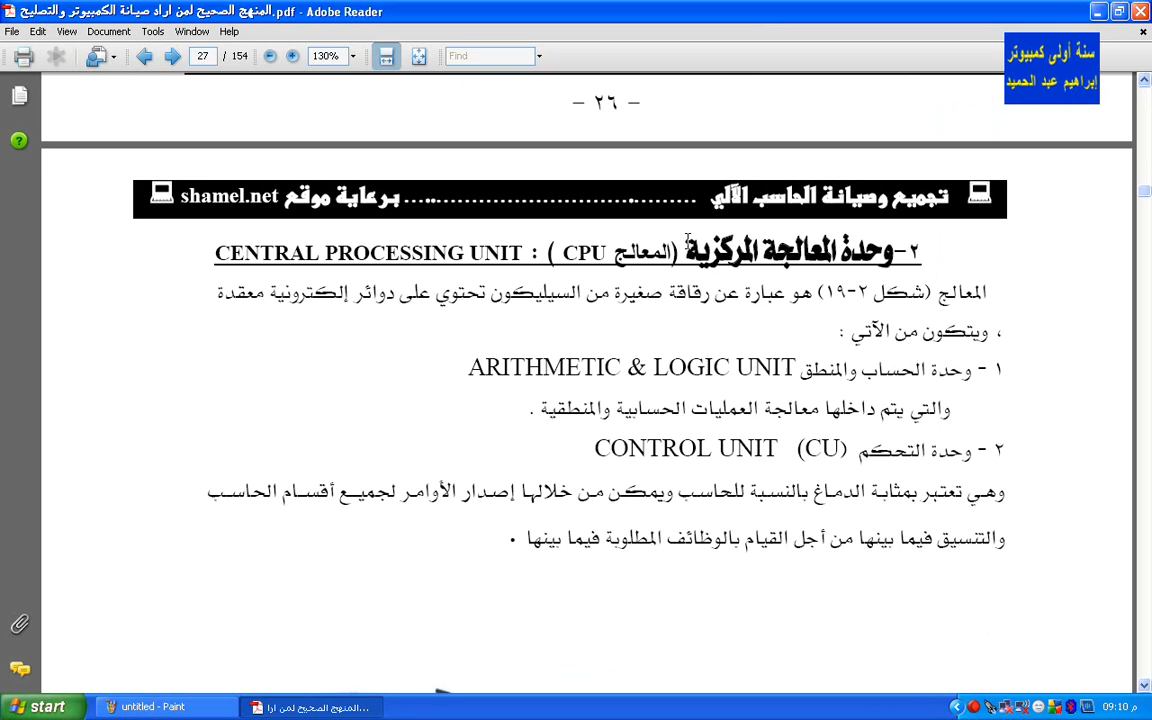 المنهج الصحيح لمن اراد صيانة الكمبيوتر والتصليح.pdf - Adobe Reader
File Edit View Document Tools Window Help
27 / 154 130% Find
سنة أولى كمبيوتر
إبراهيم عبد الحميد
- ٢٦ -
تجميع وصيانة الحاسب الآلي ............................................ برعاية موقع shamel.net
٢-وحدة المعالجة المركزية (المعالج CPU ) : CENTRAL PROCESSING UNIT
المعالج (شكل ٢-١٩) هو عبارة عن رقاقة صغيرة من السيليكون تحتوي على دوائر إلكترونية معقدة
، ويتكون من الآتي :
١ - وحدة الحساب والمنطق ARITHMETIC & LOGIC UNIT
والتي يتم داخلها معالجة العمليات الحسابية والمنطقية .
٢ - وحدة التحكم CONTROL UNIT (CU)
وهي تعتبر بمثابة الدماغ بالنسبة للحاسب ويمكن من خلالها إصدار الأوامر لجميع أقسام الحاسب
والتنسيق فيما بينها من أجل القيام بالوظائف المطلوبة فيما بينها .
start untitled - Paint المنهج الصحيح لمن ارا... 09:10 م